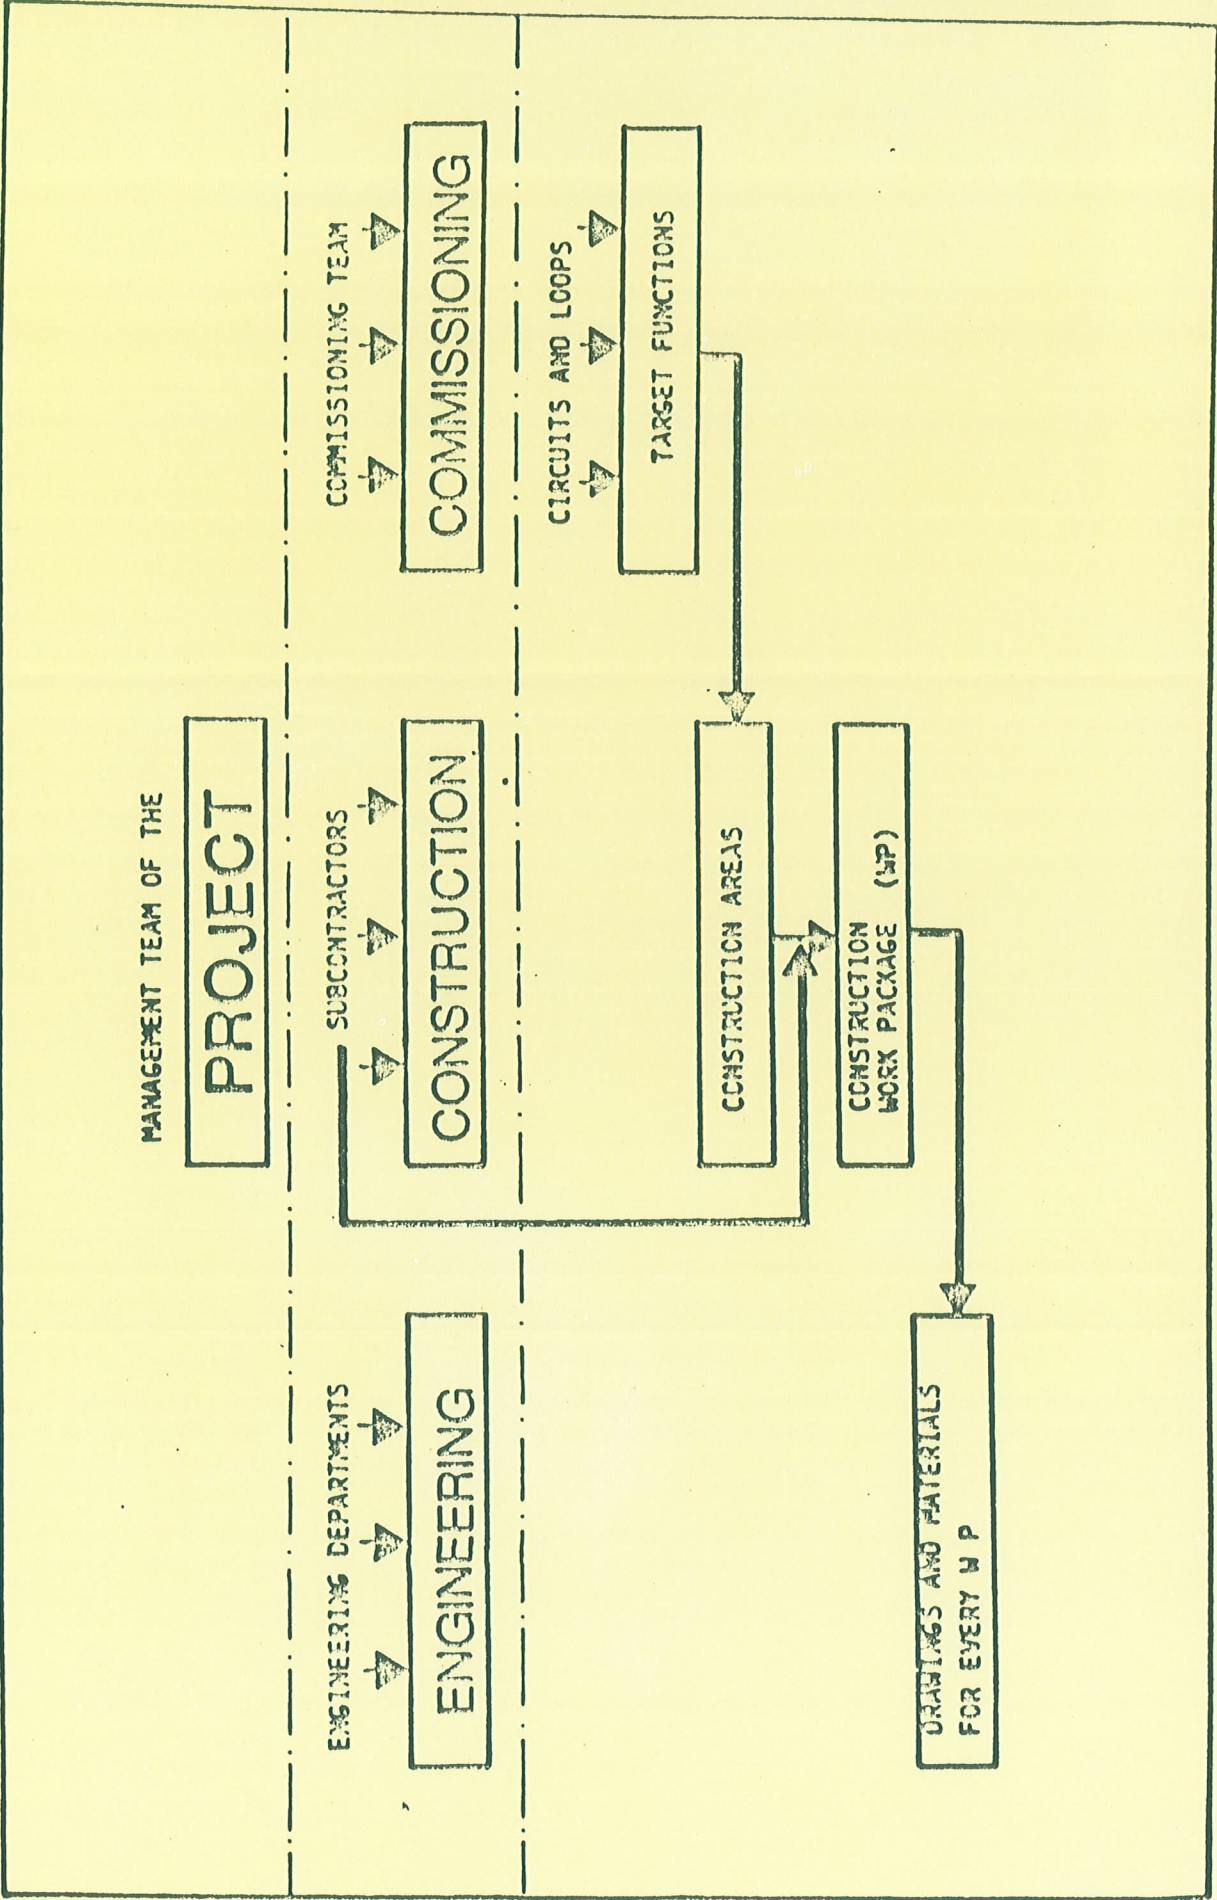 MANAGEMENT TEAM OF THE
PROJECT
ENGINEERING DEPARTMENTS
ENGINEERING
SUBCONTRACTORS
CONSTRUCTION
COMMISSIONING TEAM
COMMISSIONING
CIRCUITS AND LOOPS
TARGET FUNCTIONS
CONSTRUCTION AREAS
CONSTRUCTION
WORK PACKAGE (WP)
DRAWINGS AND MATERIALS
FOR EVERY W P